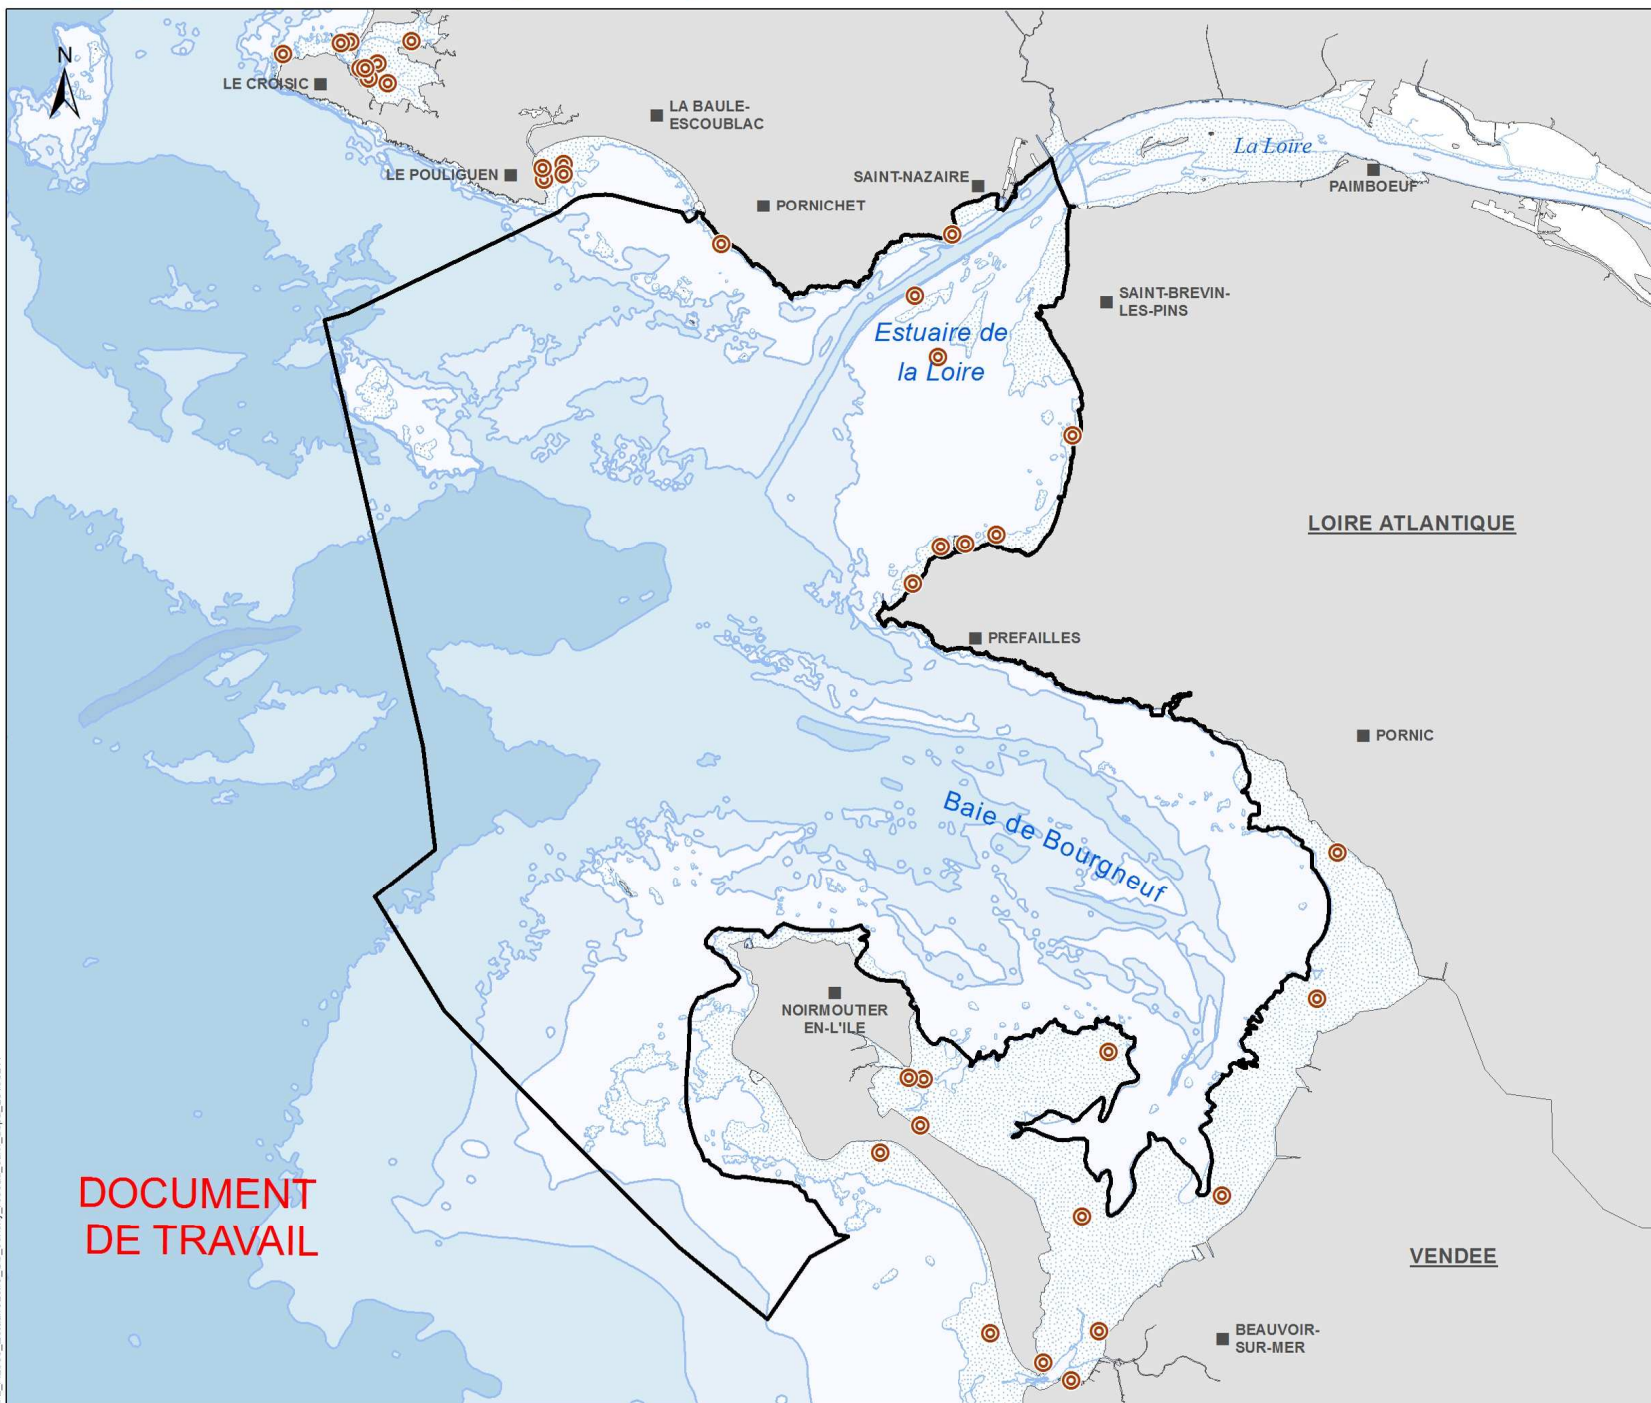 N
LE CROISIC
LA BAULE-
ESCOUBLAC
La Loire
LE POULIGUEN
SAINT-NAZAIRE
PAIMBOEUF
PORNICHET
SAINT-BREVIN-
LES-PINS
Estuaire de
la Loire
LOIRE ATLANTIQUE
PREFAILLES
PORNIC
Baie de Bourgneuf
NOIRMOUTIER
EN-L'ILE
DOCUMENT
DE TRAVAIL
VENDEE
BEAUVOIR-
SUR-MER